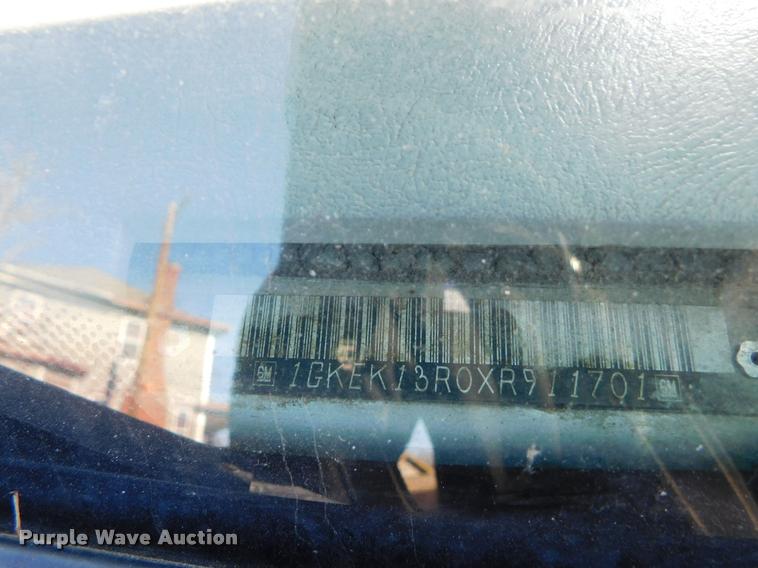 GM 1GKEK13R0XR911701 GM
Purple Wave Auction